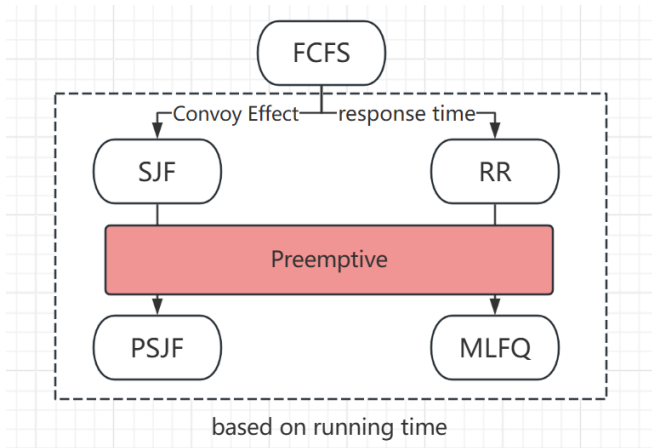 FCFS
Convoy Effect
response time
SJF
RR
Preemptive
PSJF
MLFQ
based on running time